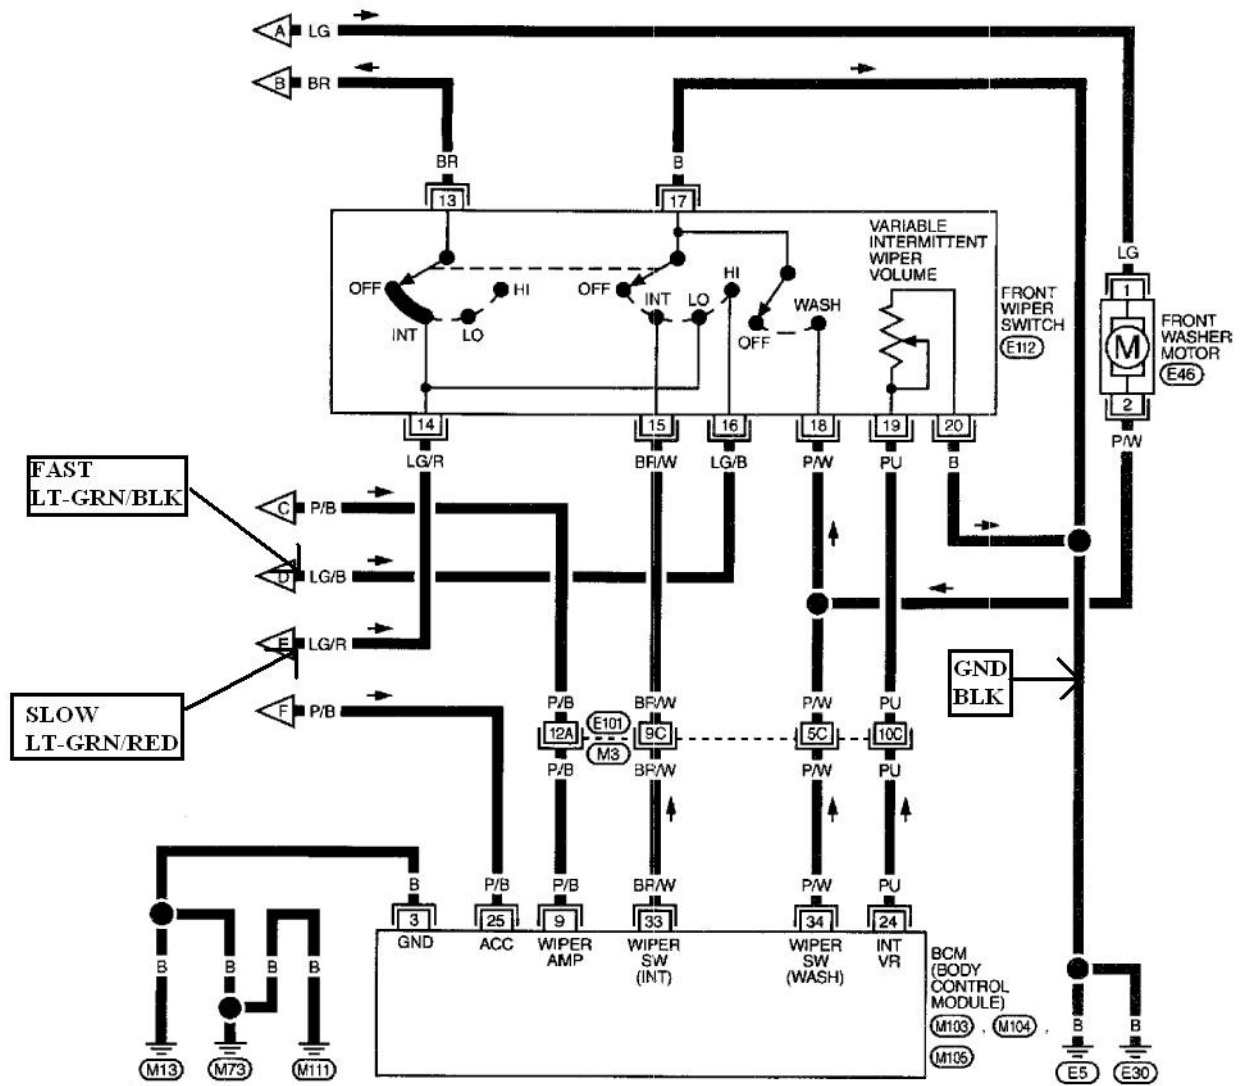 A LG
B BR
BR
B
13
17
VARIABLE
INTERMITTENT
WIPER
VOLUME
OFF
HI
INT
LO
OFF
INT
LO
HI
WASH
OFF
FRONT
WIPER
SWITCH
E112
LG
1
M
2
P/W
FRONT
WASHER
MOTOR
E46
14
15
16
18
19
20
LG/R
BR/W
LG/B
P/W
PU
B
FAST
LT-GRN/BLK
C P/B
D LG/B
E LG/R
SLOW
LT-GRN/RED
F P/B
GND
BLK
P/B
BR/W
P/W
PU
12A
E101
M3
9C
5C
10C
P/B
BR/W
P/W
PU
B
P/B
P/B
BR/W
P/W
PU
3
25
9
33
34
24
GND
ACC
WIPER
AMP
WIPER
SW
(INT)
WIPER
SW
(WASH)
INT
VR
BCM
(BODY
CONTROL
MODULE)
M103 , M104 ,
M105
B
B
B
B
M13
M73
M111
B
B
E5
E30